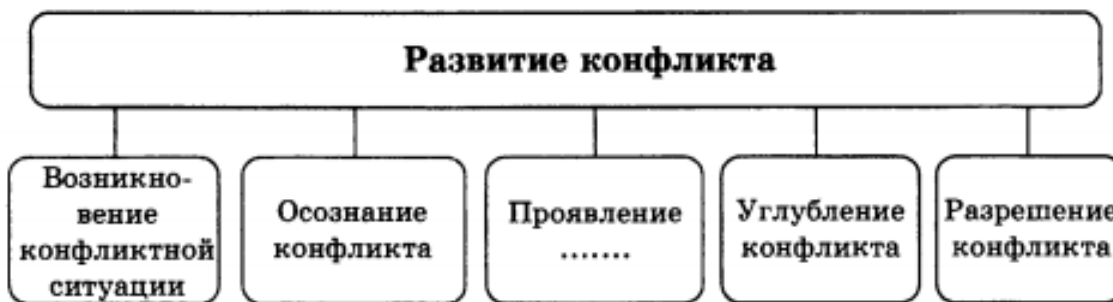 Развитие конфликта
Возникно-
вение
конфликтной
ситуации
Осознание
конфликта
Проявление
.......
Углубление
конфликта
Разрешение
конфликта